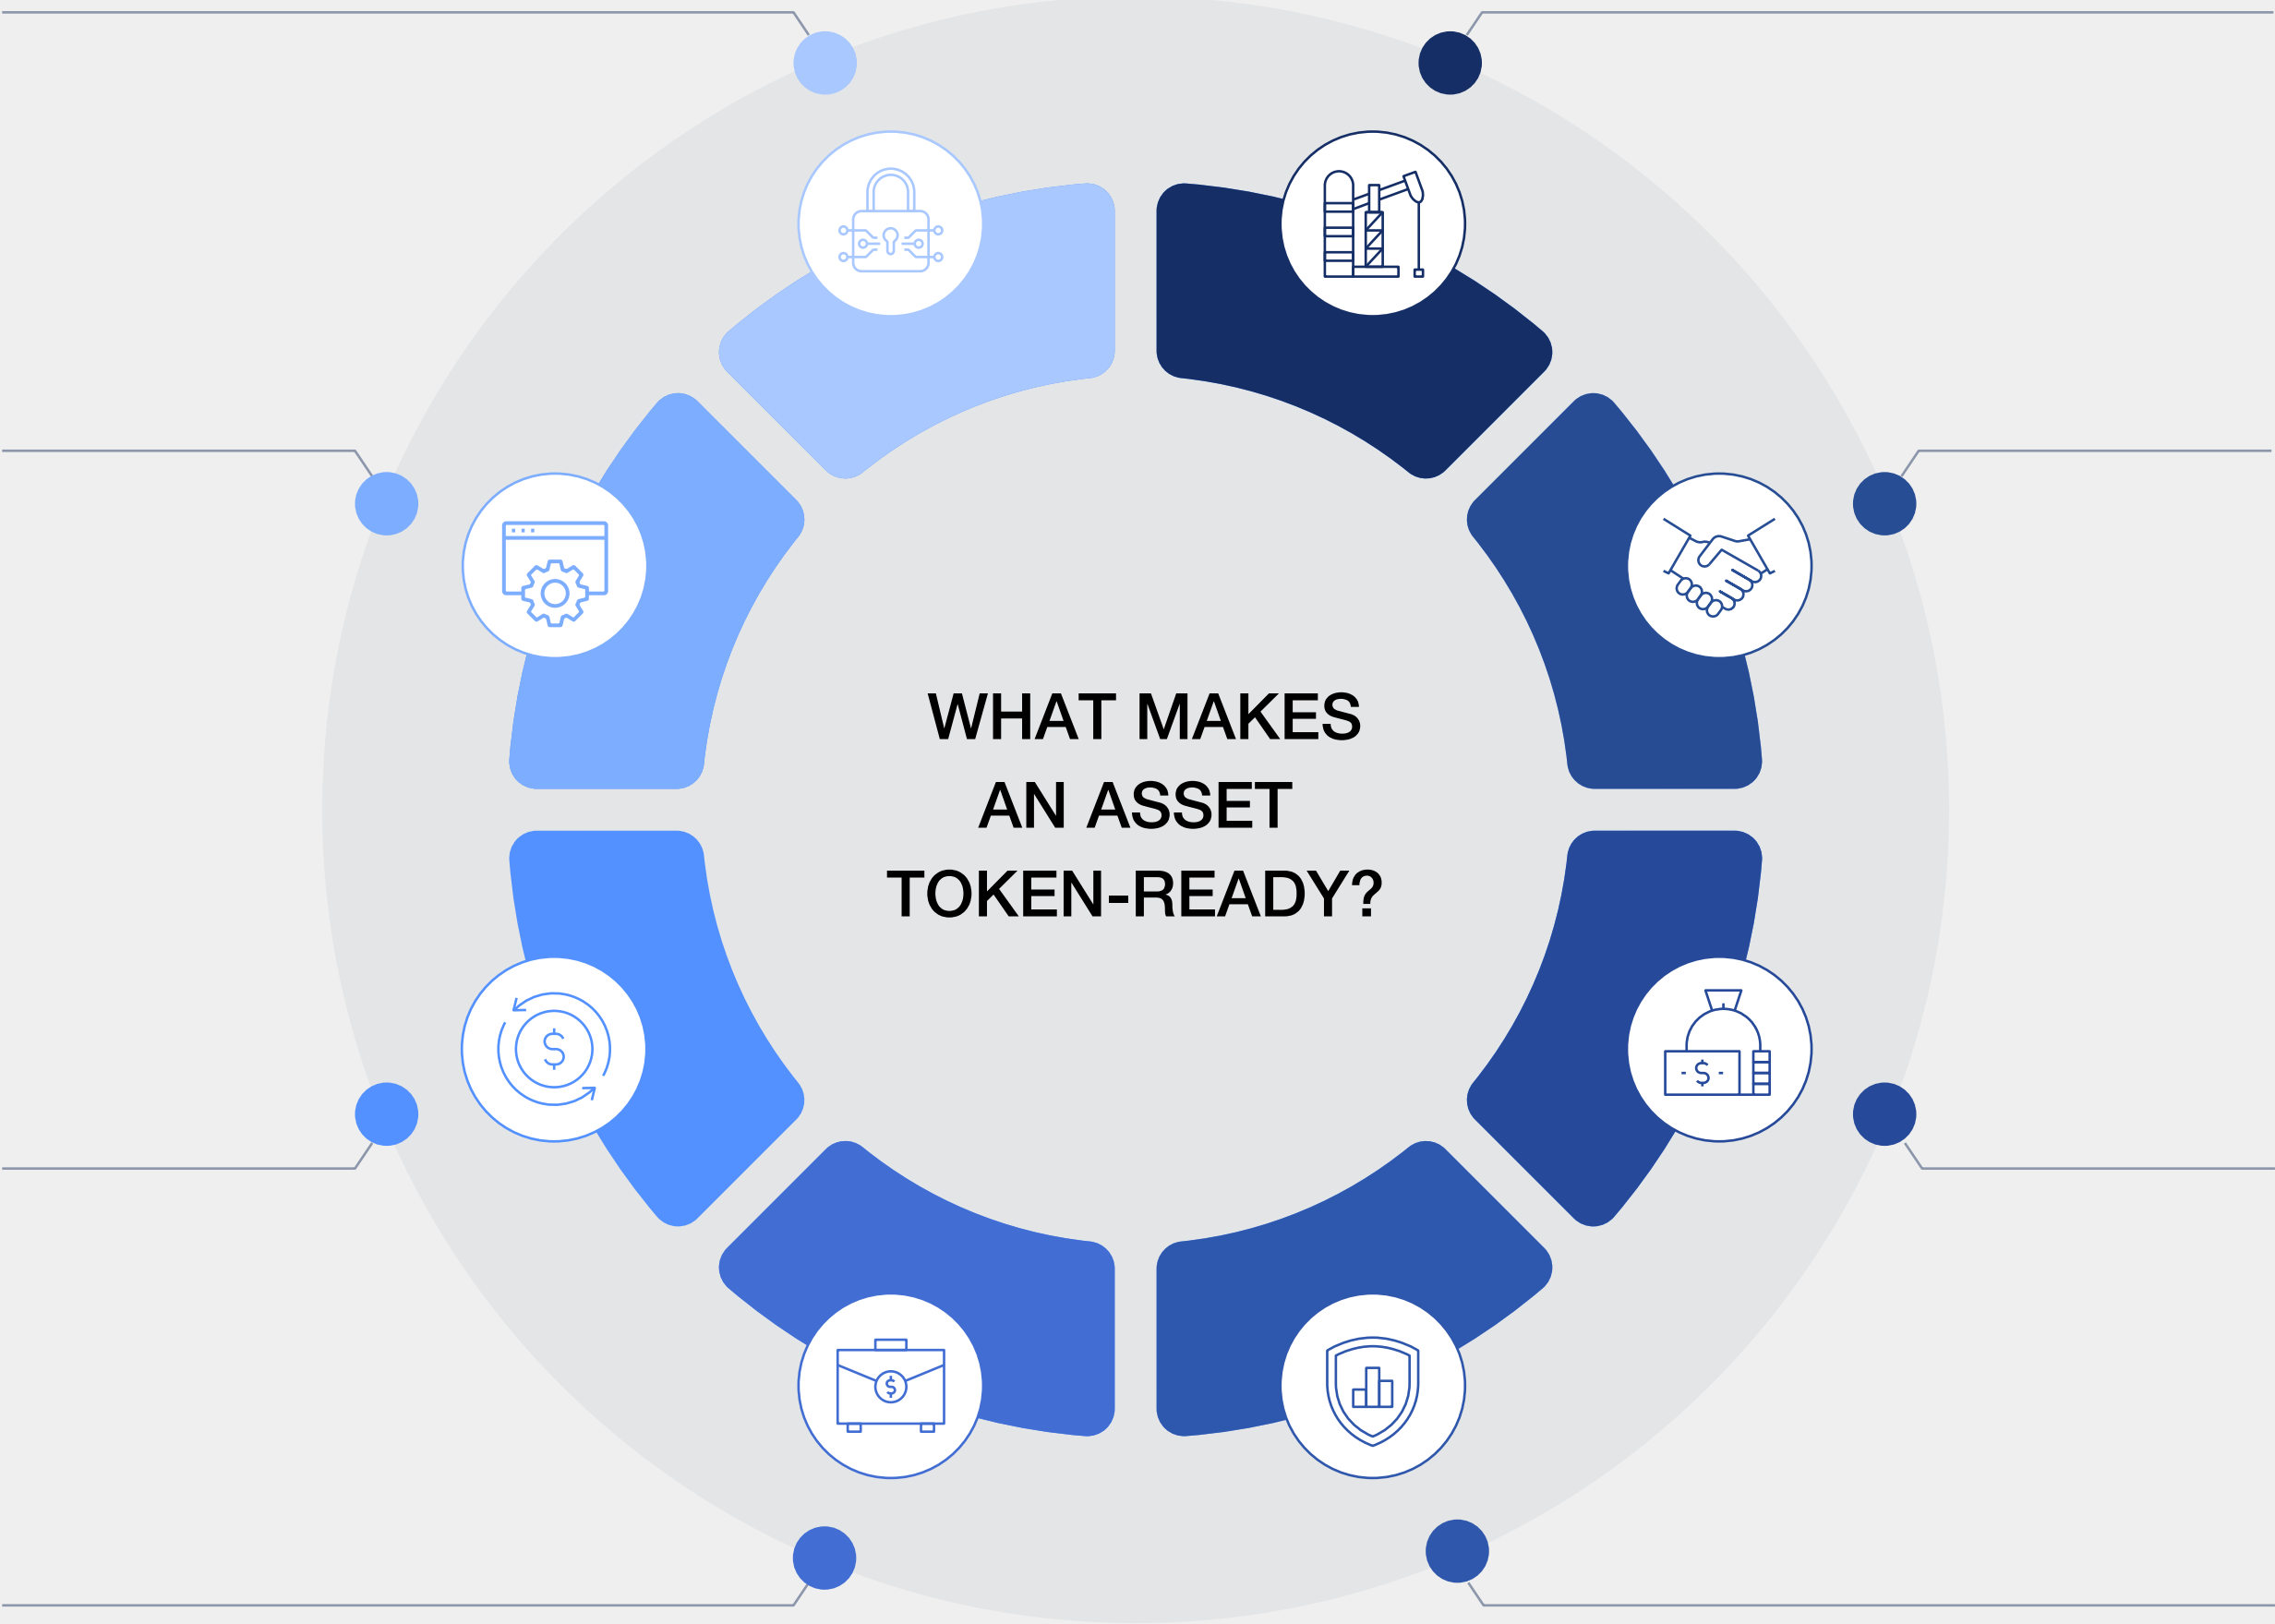 WHAT MAKES
AN ASSET
TOKEN-READY?
$
$
$